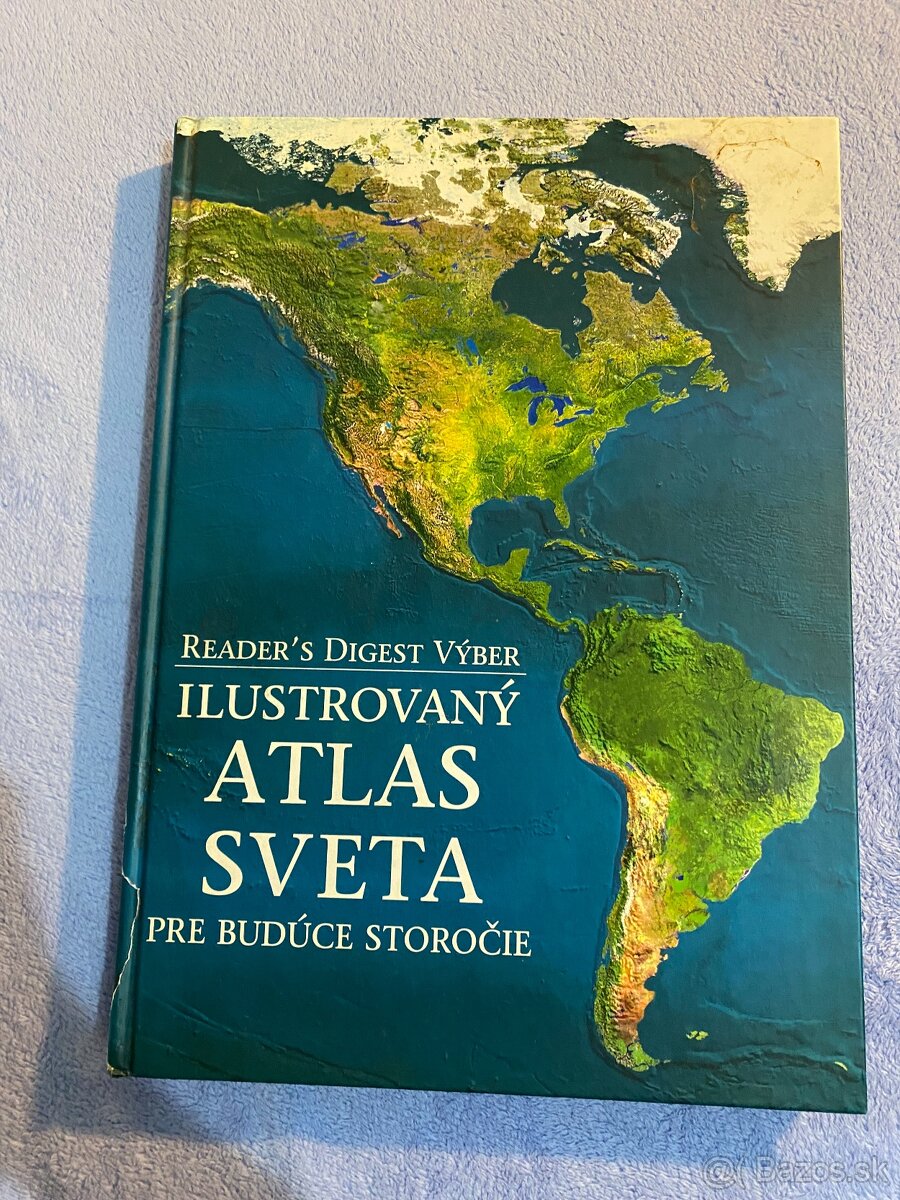 READER'S DIGEST VÝBER
ILUSTROVANÝ
ATLAS
SVETA
PRE BUDÚCE STOROČIE
@( Bazos.sk